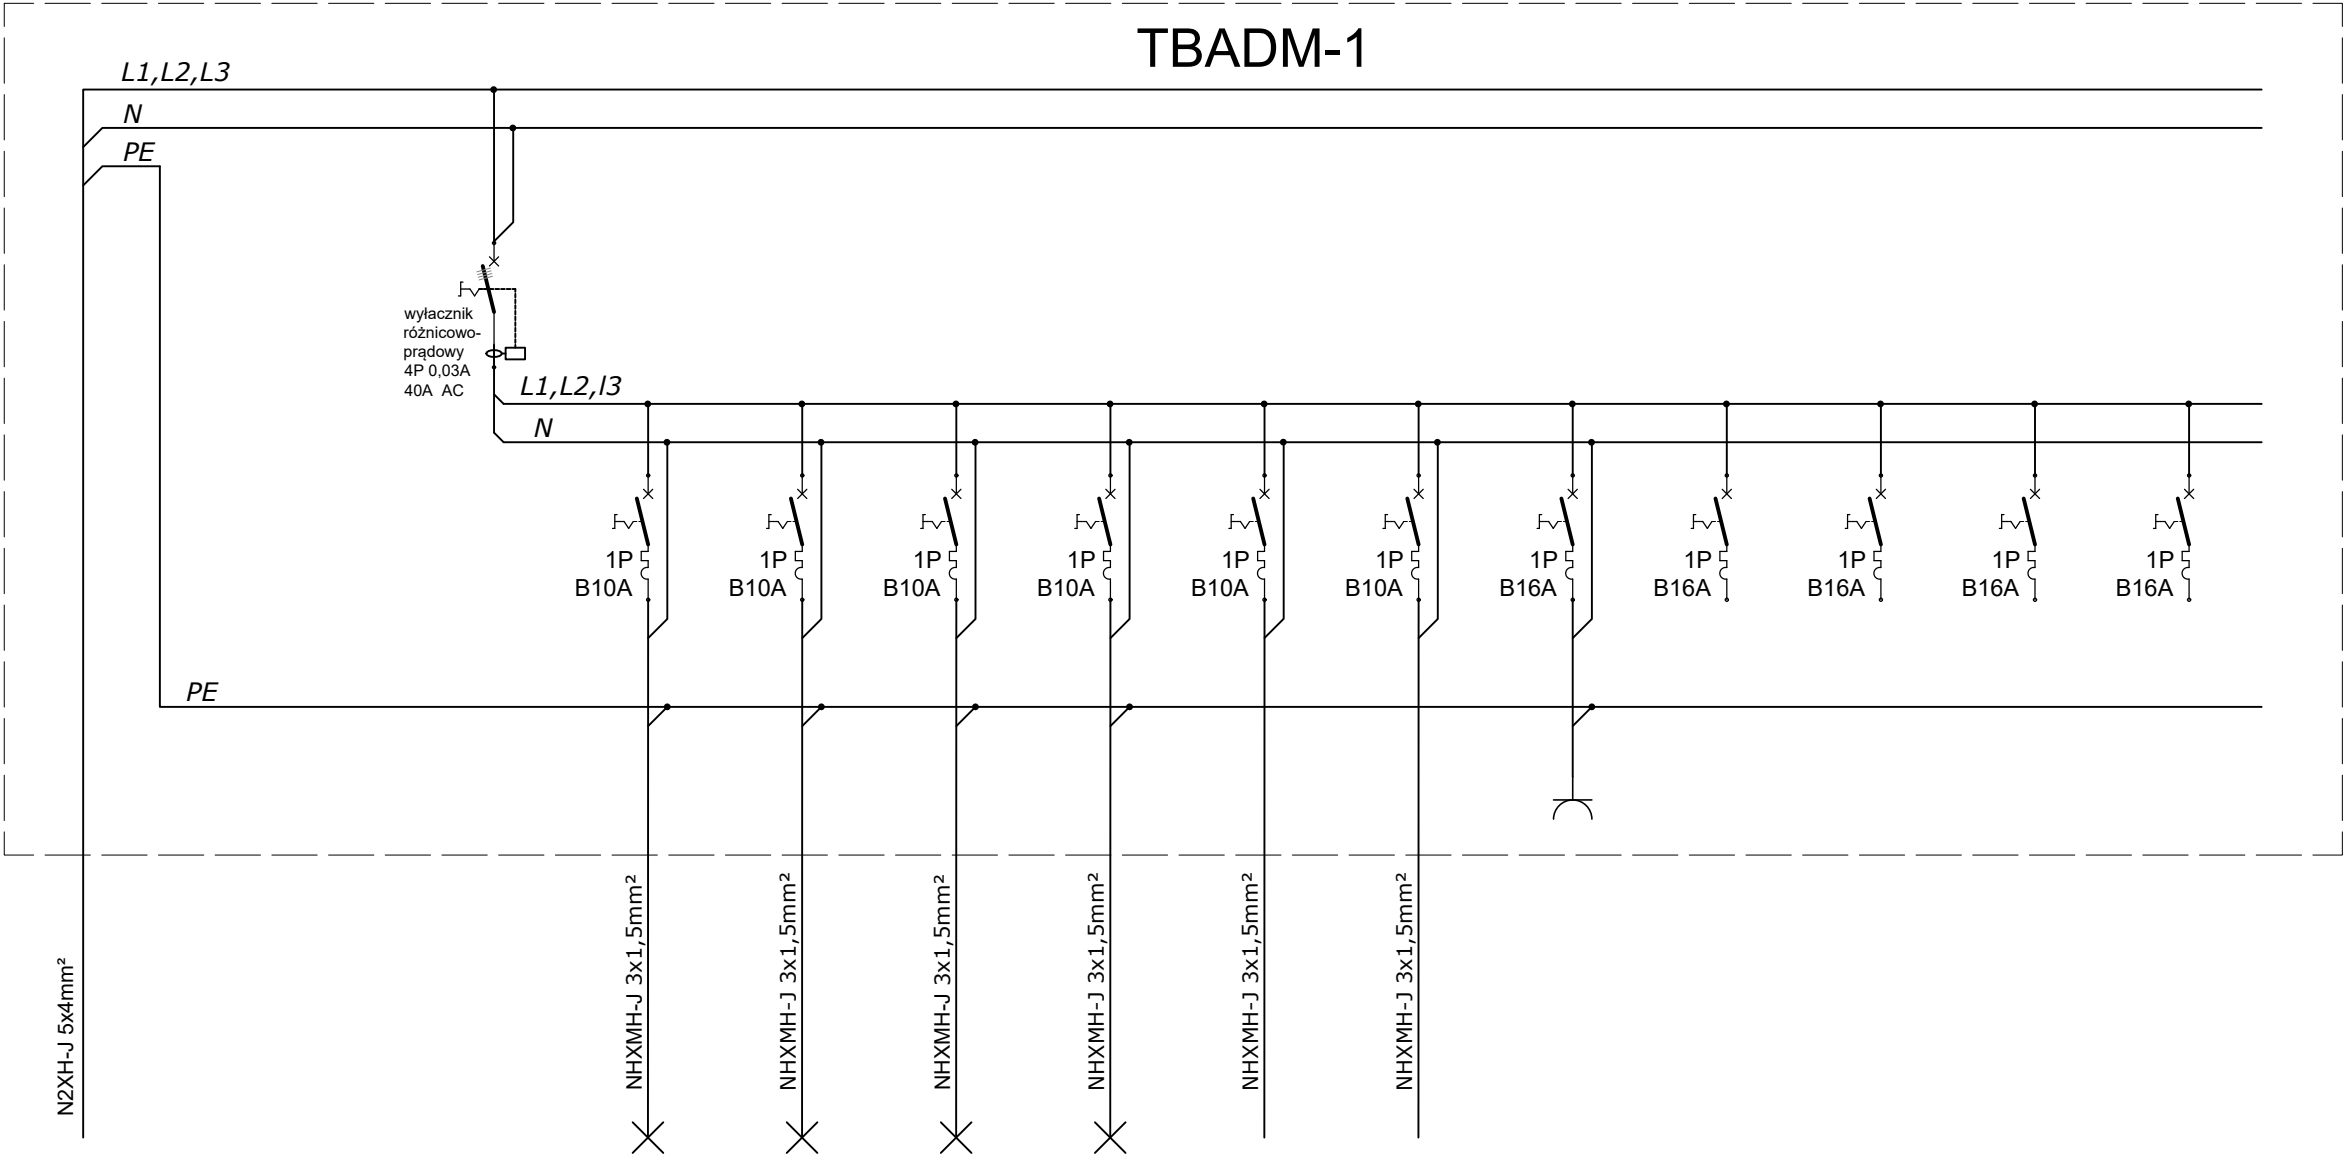 TBADM-1
L1,L2,L3
N
PE
wyłacznik
różnicowo-
prądowy
4P 0,03A
40A AC
L1,L2,l3
N
1P
B10A
1P
B10A
1P
B10A
1P
B10A
1P
B10A
1P
B10A
1P
B16A
1P
B16A
1P
B16A
1P
B16A
1P
B16A
PE
N2XH-J 5x4mm²
NHXMH-J 3x1,5mm²
NHXMH-J 3x1,5mm²
NHXMH-J 3x1,5mm²
NHXMH-J 3x1,5mm²
NHXMH-J 3x1,5mm²
NHXMH-J 3x1,5mm²